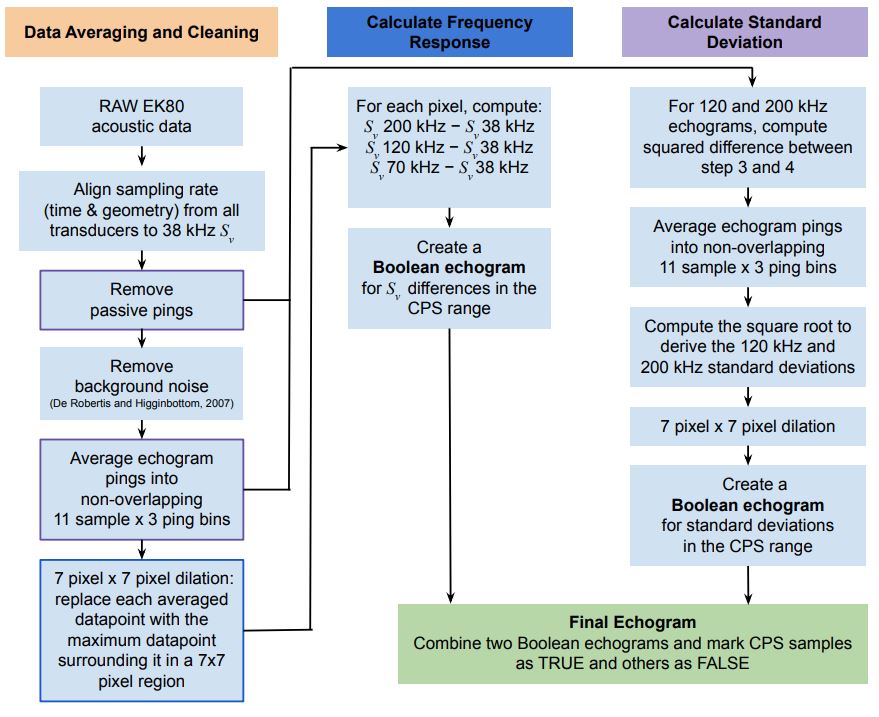 Data Averaging and Cleaning
RAW EK80
acoustic data
Align sampling rate
(time & geometry) from all
transducers to 38 kHz Sv
Remove
passive pings
Remove
background noise
(De Robertis and Higginbottom, 2007)
Average echogram
pings into
non-overlapping
11 sample x 3 ping bins
7 pixel x 7 pixel dilation:
replace each averaged
datapoint with the
maximum datapoint
surrounding it in a 7x7
pixel region
Calculate Frequency
Response
For each pixel, compute:
Sv 200 kHz − Sv 38 kHz
Sv 120 kHz − Sv 38 kHz
Sv 70 kHz − Sv 38 kHz
Create a
Boolean echogram
for Sv differences in the
CPS range
Calculate Standard
Deviation
For 120 and 200 kHz
echograms, compute
squared difference between
step 3 and 4
Average echogram pings
into non-overlapping
11 sample x 3 ping bins
Compute the square root to
derive the 120 kHz and
200 kHz standard deviations
7 pixel x 7 pixel dilation
Create a
Boolean echogram
for standard deviations
in the CPS range
Final Echogram
Combine two Boolean echograms and mark CPS samples
as TRUE and others as FALSE